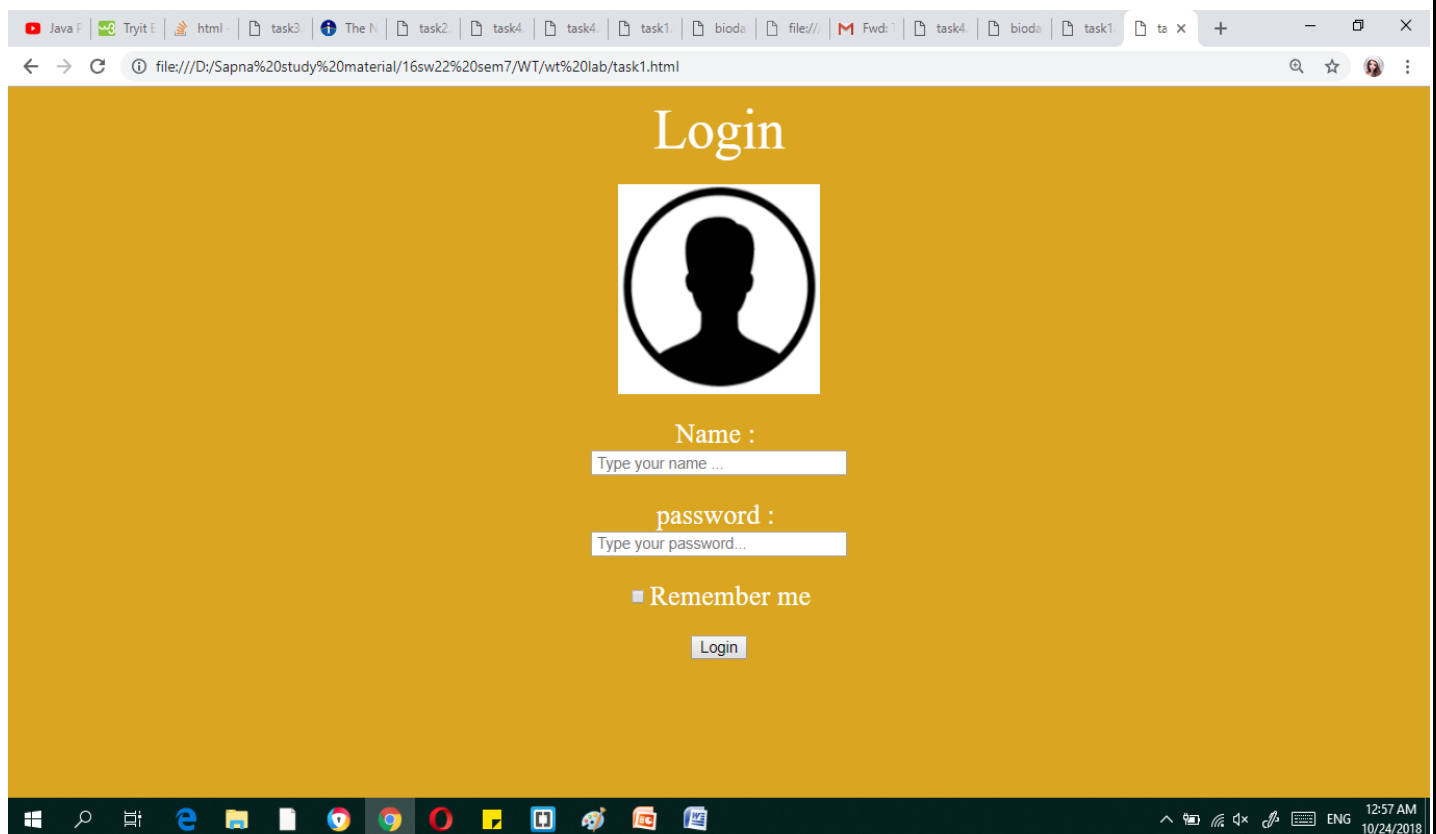 Java P Tryit E html - task3. The N task2. task4. task4. task1. bioda file:/// Fwd: T task4. bioda task1. ta
file:///D:/Sapna%20study%20material/16sw22%20sem7/WT/wt%20lab/task1.html
Login
Name :
Type your name ...
password :
Type your password...
Remember me
Login
ENG 12:57 AM
10/24/2018